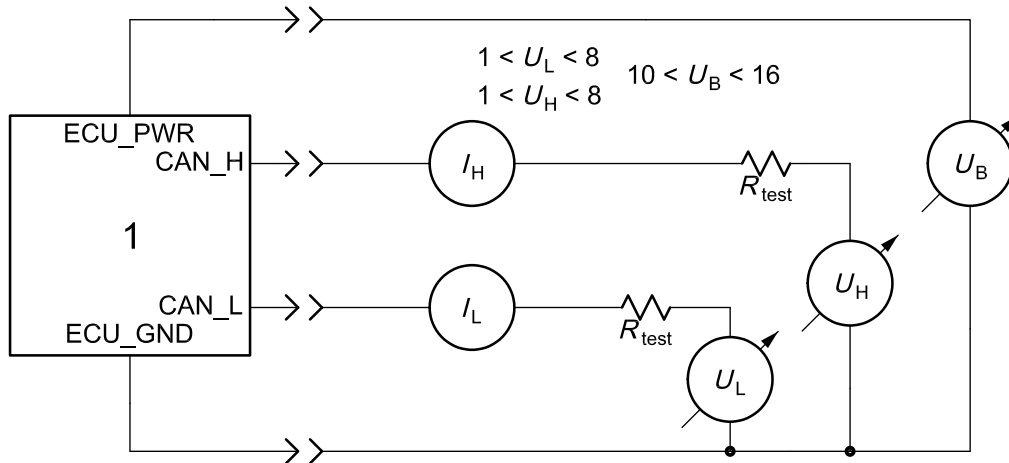 1 < U_L < 8
10 < U_B < 16
1 < U_H < 8
ECU_PWR
CAN_H
I_H
R_test
U_B
1
U_H
CAN_L
I_L
R_test
ECU_GND
U_L